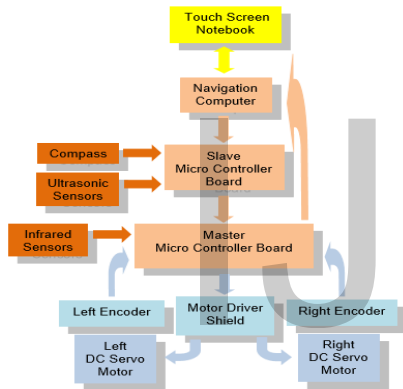 Touch Screen
Notebook
Navigation
Computer
Compass
Slave
Micro Controller
Board
Ultrasonic
Sensors
Infrared
Sensors
Master
Micro Controller Board
Left Encoder
Motor Driver
Shield
Right Encoder
Left
DC Servo
Motor
Right
DC Servo
Motor